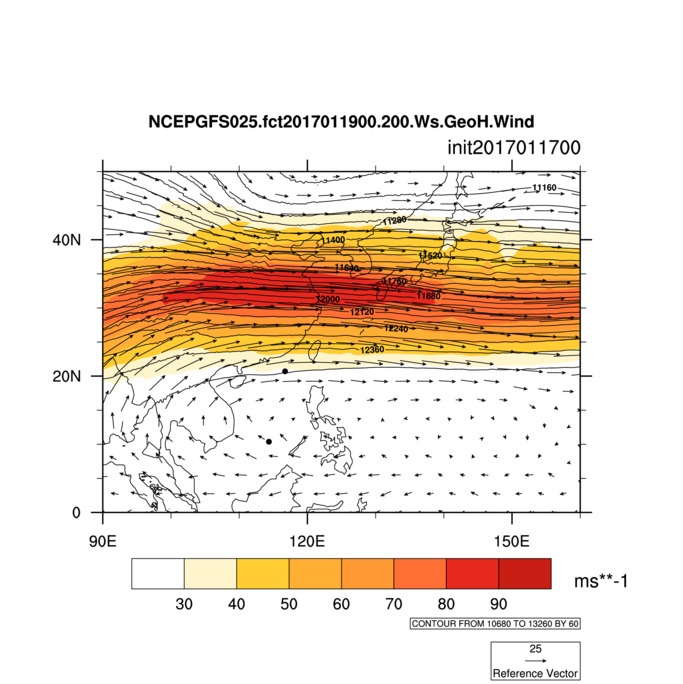 NCEPGFS025.fct2017011900.200.Ws.GeoH.Wind
init2017011700
11160
11280
40N
11400
11520
11640
11760
11880
12000
12120
12240
12360
20N
0
90E 120E 150E
ms**-1
30 40 50 60 70 80 90
CONTOUR FROM 10680 TO 13260 BY 60
25
Reference Vector